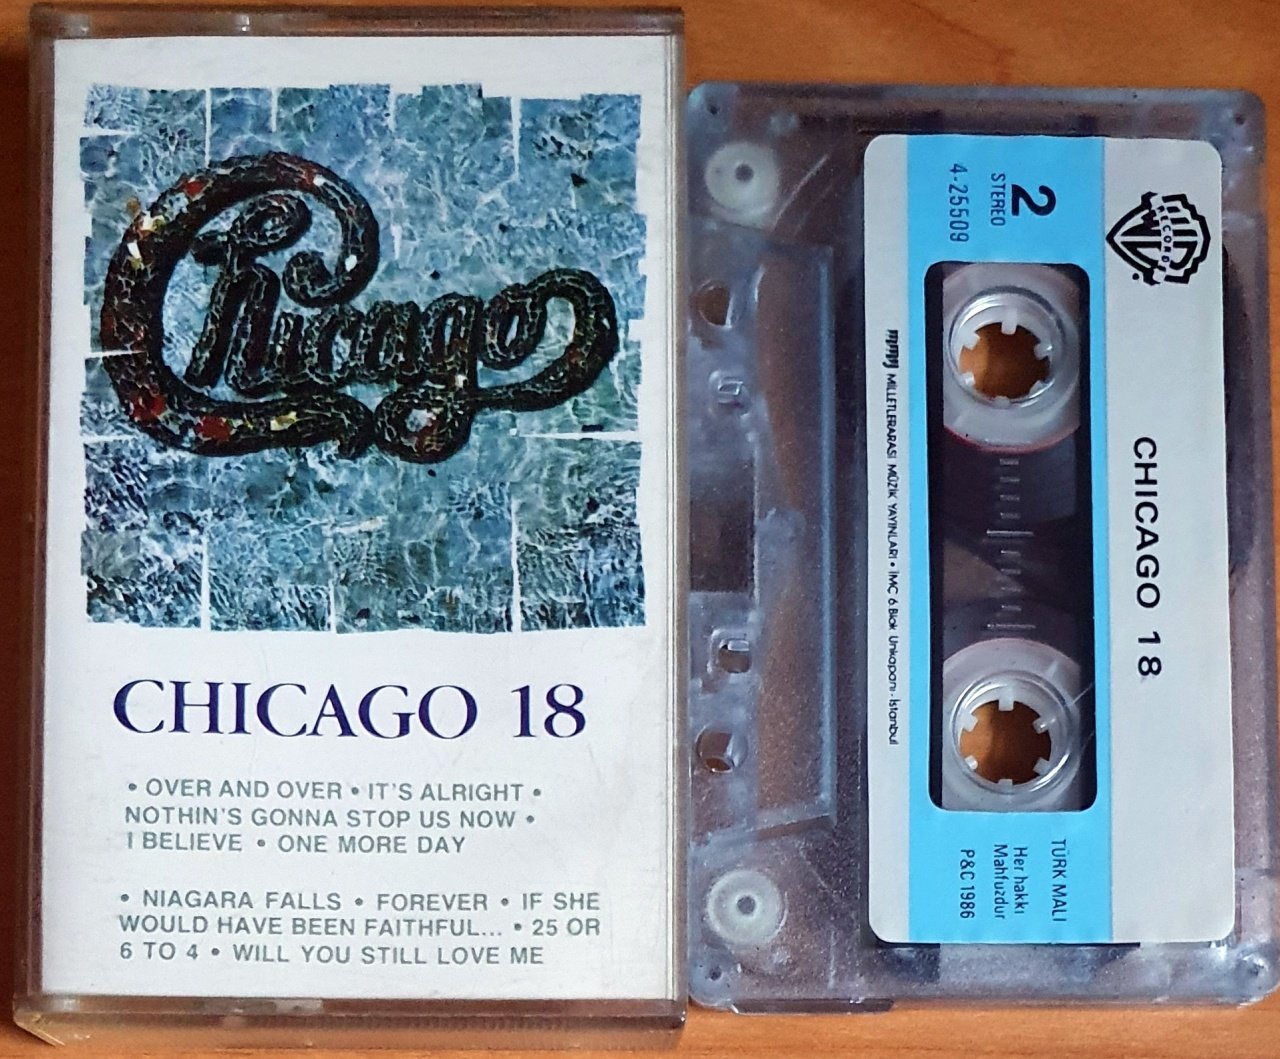 Chicago
CHICAGO 18
• OVER AND OVER • IT'S ALRIGHT •
NOTHIN'S GONNA STOP US NOW •
I BELIEVE • ONE MORE DAY
• NIAGARA FALLS • FOREVER • IF SHE
WOULD HAVE BEEN FAITHFUL... • 25 OR
6 TO 4 • WILL YOU STILL LOVE ME
WB
RECORDS
CHICAGO 18
2
STEREO
4-25509
TÜRK MALI
Her hakkı
Mahfuzdur
P&C 1986
MİLLETLERARASI MÜZİK YAYINLARI • İMC 6 Blok Unkapanı - İstanbul